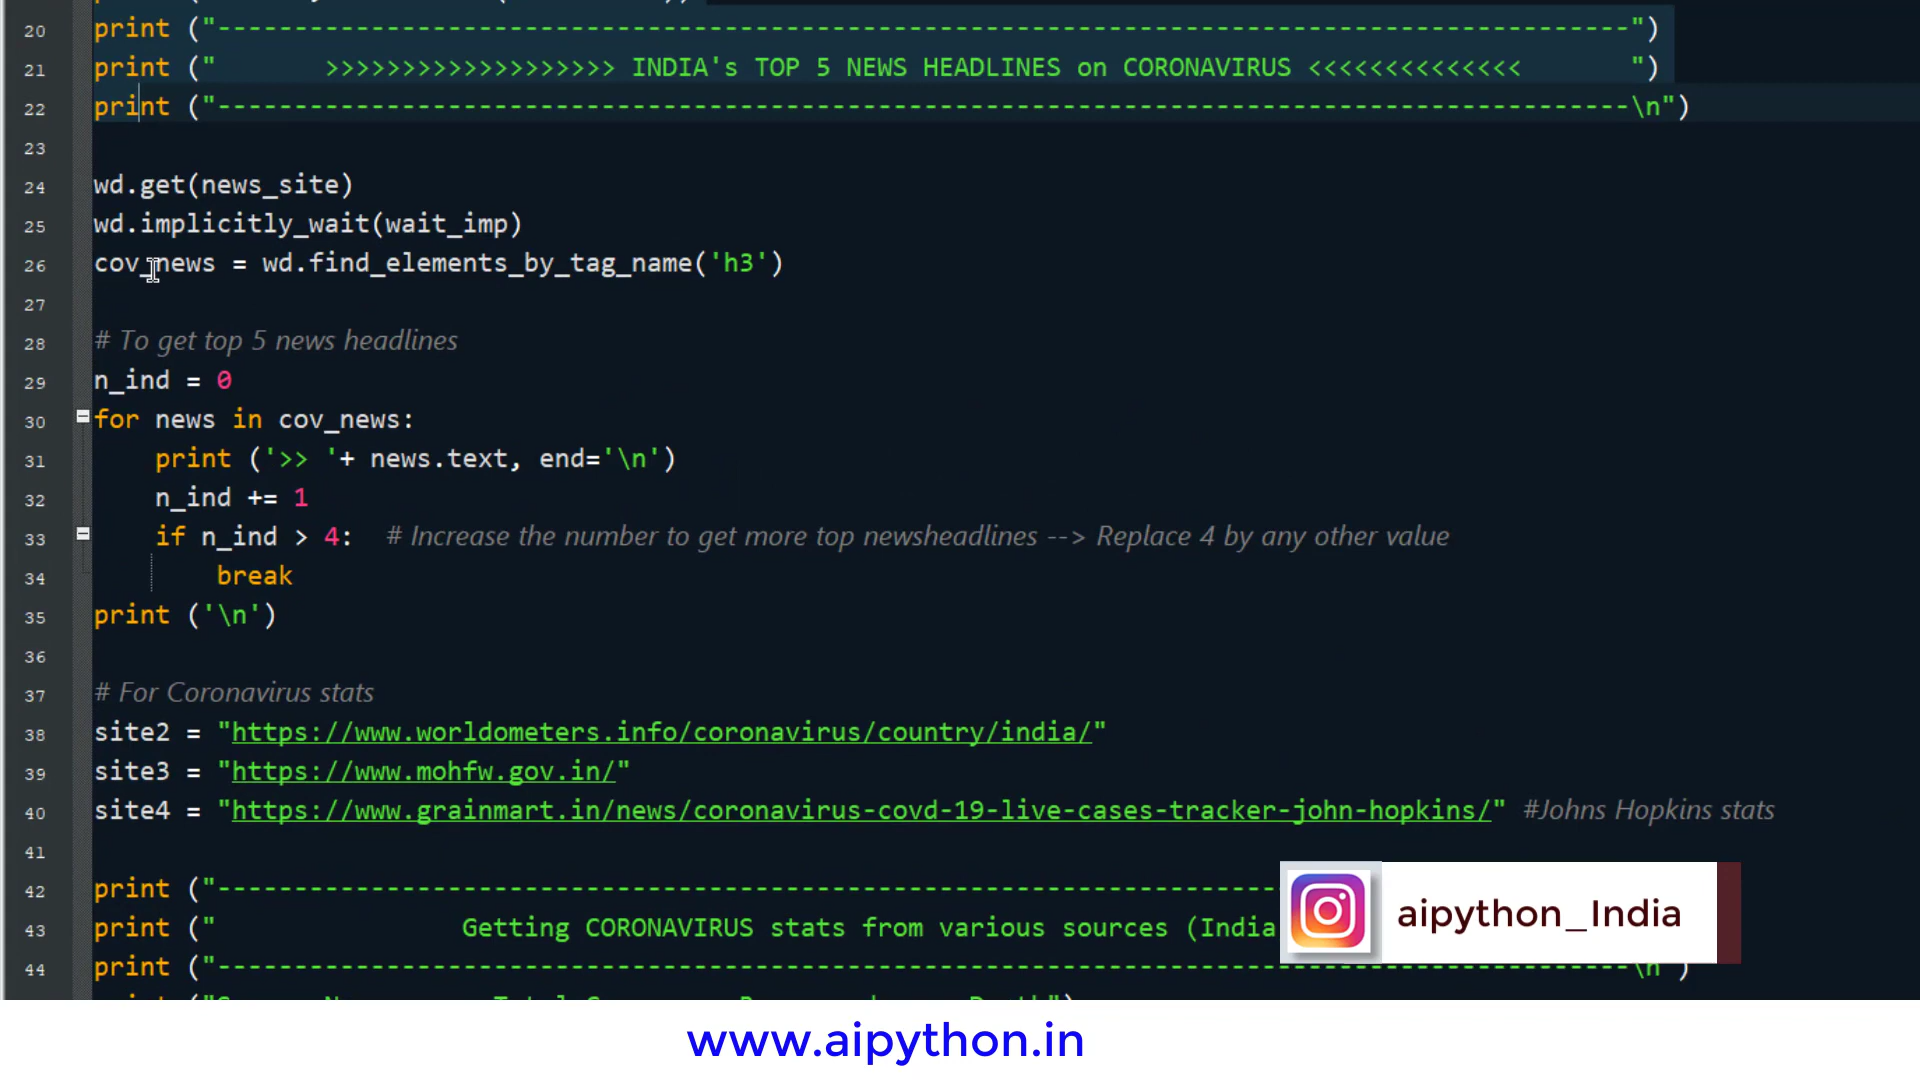 20 print ("--------------------------------------------------------------------------------------------")
21 print ("       >>>>>>>>>>>>>>>>>>> INDIA's TOP 5 NEWS HEADLINES on CORONAVIRUS <<<<<<<<<<<<<<       ")
22 print ("--------------------------------------------------------------------------------------------\n")
23
24 wd.get(news_site)
25 wd.implicitly_wait(wait_imp)
26 cov_news = wd.find_elements_by_tag_name('h3')
27
28 # To get top 5 news headlines
29 n_ind = 0
30 for news in cov_news:
31     print ('>> '+ news.text, end='\n')
32     n_ind += 1
33     if n_ind > 4:  # Increase the number to get more top newsheadlines --> Replace 4 by any other value
34         break
35 print ('\n')
36
37 # For Coronavirus stats
38 site2 = "https://www.worldometers.info/coronavirus/country/india/"
39 site3 = "https://www.mohfw.gov.in/"
40 site4 = "https://www.grainmart.in/news/coronavirus-covd-19-live-cases-tracker-john-hopkins/" #Johns Hopkins stats
41
42 print ("---------------------------------------------------------------------
43 print ("                Getting CORONAVIRUS stats from various sources (India
44 print ("--------------------------------------------------------------------------------------------\n")
aipython_India
www.aipython.in